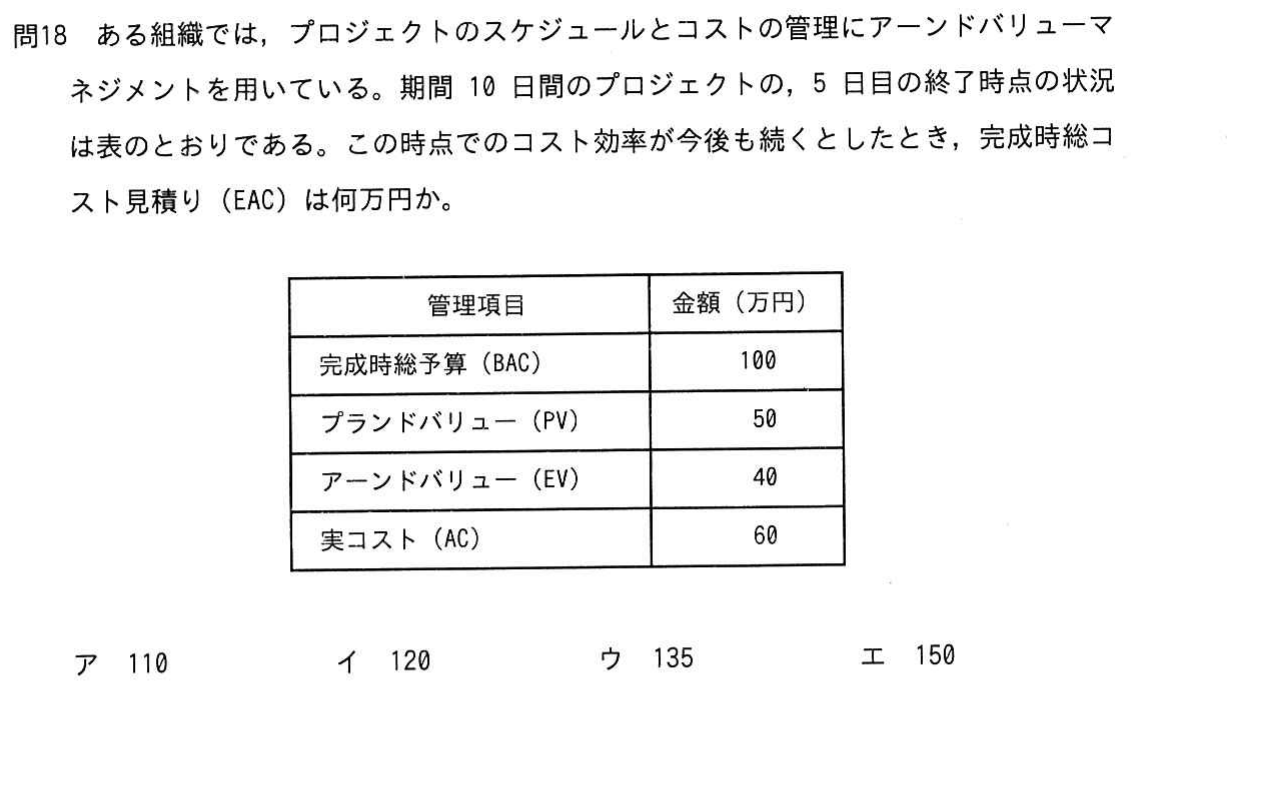 問18 ある組織では，プロジェクトのスケジュールとコストの管理にアーンドバリューマ
ネジメントを用いている。期間 10 日間のプロジェクトの，5 日目の終了時点の状況
は表のとおりである。この時点でのコスト効率が今後も続くとしたとき，完成時総コ
スト見積り（EAC）は何万円か。
管理項目 金額（万円）
完成時総予算（BAC） 100
プランドバリュー（PV） 50
アーンドバリュー（EV） 40
実コスト（AC） 60
ア 110 イ 120 ウ 135 エ 150